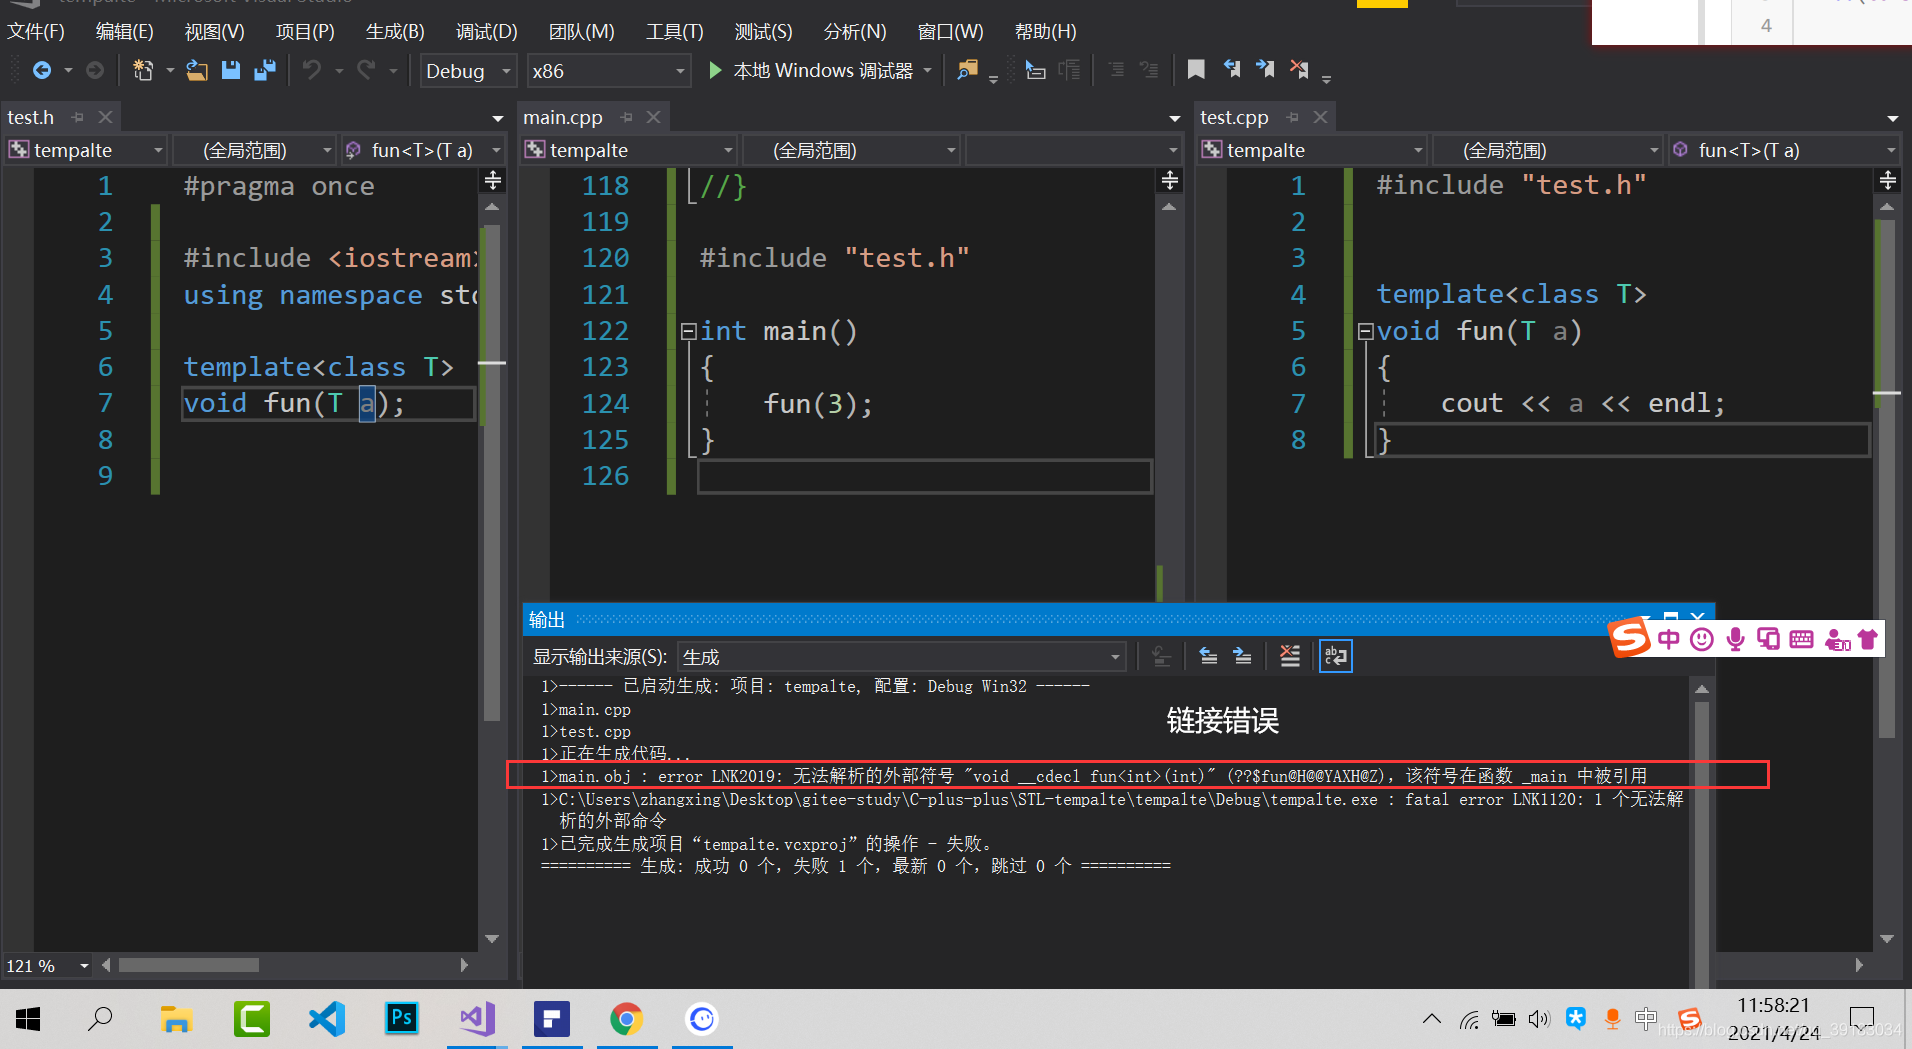 文件(F) 编辑(E) 视图(V) 项目(P) 生成(B) 调试(D) 团队(M) 工具(T) 测试(S) 分析(N) 窗口(W) 帮助(H)
4
Debug x86 本地 Windows 调试器
test.h
tempalte (全局范围) fun<T>(T a)
1 #pragma once
2
3 #include <iostream>
4 using namespace std
5
6 template<class T>
7 void fun(T a);
8
9
121 %
main.cpp
tempalte (全局范围)
118 //}
119
120 #include "test.h"
121
122 int main()
123 {
124 fun(3);
125 }
126
test.cpp
tempalte (全局范围) fun<T>(T a)
1 #include "test.h"
2
3
4 template<class T>
5 void fun(T a)
6 {
7 cout << a << endl;
8 }
输出
中
显示输出来源(S): 生成
1>------ 已启动生成: 项目: tempalte, 配置: Debug Win32 ------
1>main.cpp
链接错误
1>test.cpp
1>正在生成代码...
1>main.obj : error LNK2019: 无法解析的外部符号 "void __cdecl fun<int>(int)" (??$fun@H@@YAXH@Z)，该符号在函数 _main 中被引用
1>C:\Users\zhangxing\Desktop\gitee-study\C-plus-plus\STL-tempalte\tempalte\Debug\tempalte.exe : fatal error LNK1120: 1 个无法解
析的外部命令
1>已完成生成项目“tempalte.vcxproj”的操作 - 失败。
========== 生成: 成功 0 个，失败 1 个，最新 0 个，跳过 0 个 ==========
Ps
中
11:58:21
2021/4/24